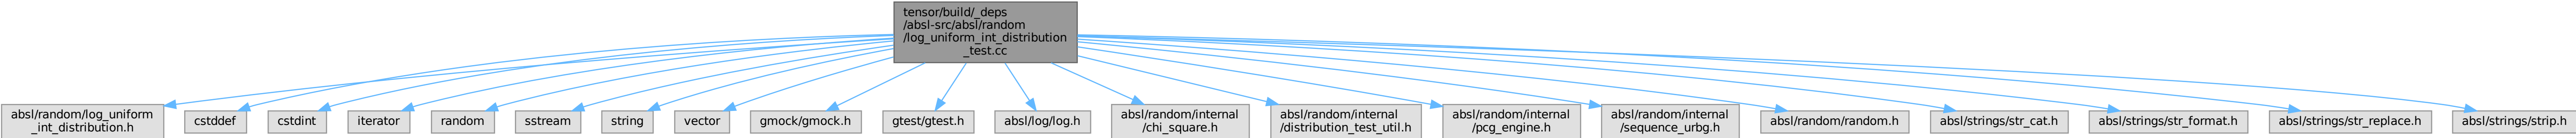 tensor/build/_deps
/absl-src/absl/random
/log_uniform_int_distribution
_test.cc
absl/random/log_uniform
_int_distribution.h
cstddef
cstdint
iterator
random
sstream
string
vector
gmock/gmock.h
gtest/gtest.h
absl/log/log.h
absl/random/internal
/chi_square.h
absl/random/internal
/distribution_test_util.h
absl/random/internal
/pcg_engine.h
absl/random/internal
/sequence_urbg.h
absl/random/random.h
absl/strings/str_cat.h
absl/strings/str_format.h
absl/strings/str_replace.h
absl/strings/strip.h